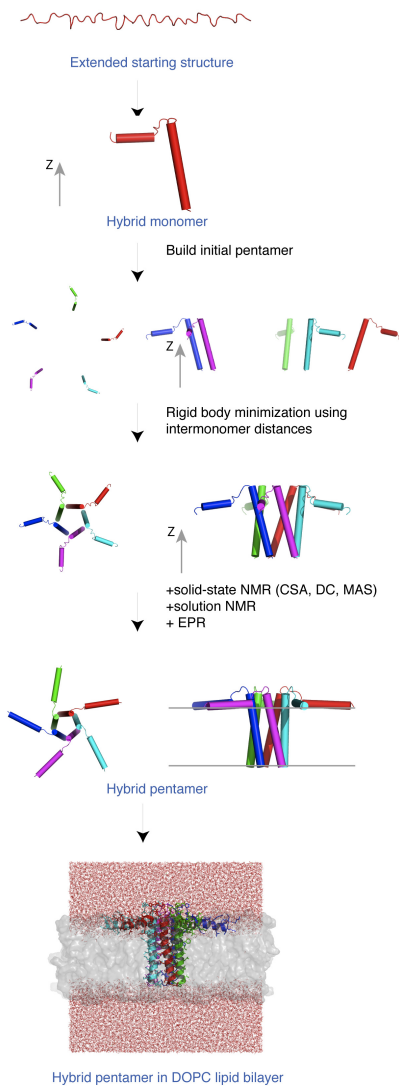 Extended starting structure
Z
Hybrid monomer
Build initial pentamer
Z
Rigid body minimization using
intermonomer distances
Z
+solid-state NMR (CSA, DC, MAS)
+solution NMR
+ EPR
Hybrid pentamer
Hybrid pentamer in DOPC lipid bilayer